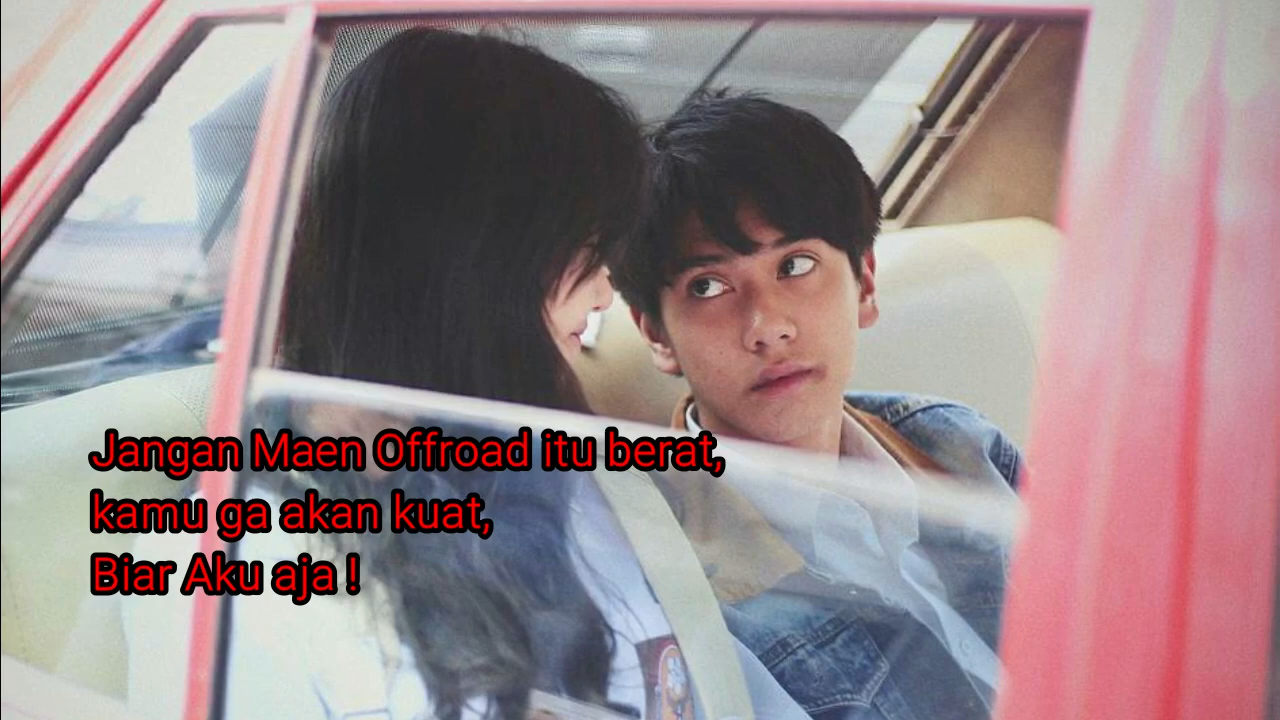 Jangan Maen Offroad itu berat,
kamu ga akan kuat,
Biar Aku aja !